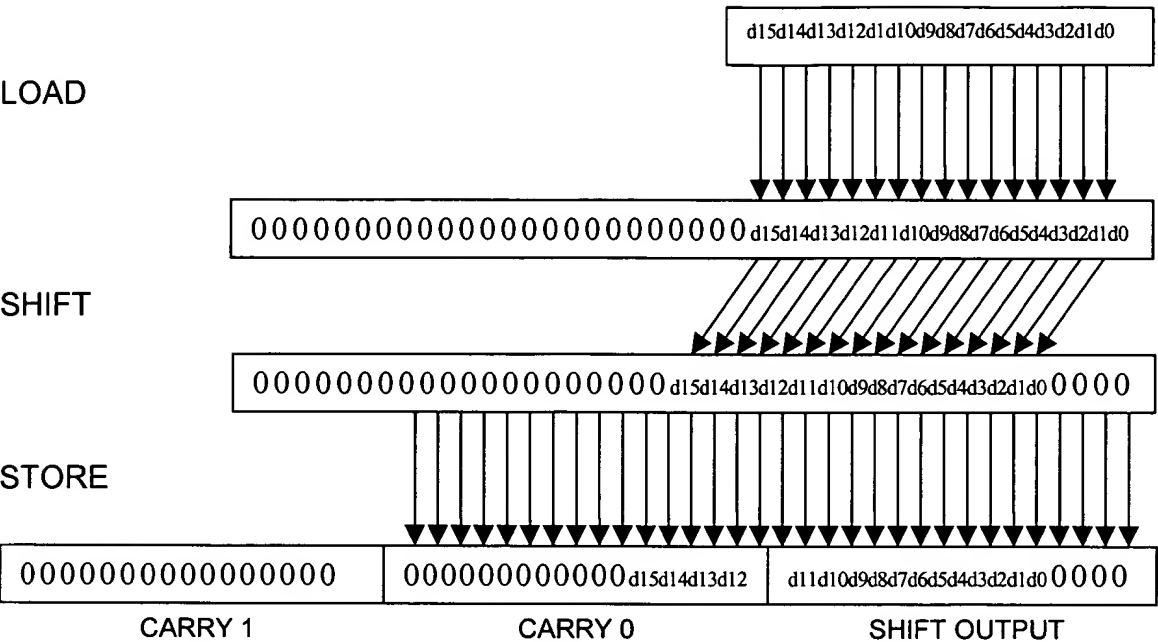 d15d14d13d12d1d10d9d8d7d6d5d4d3d2d1d0
LOAD
000000000000000000000000d15d14d13d12d11d10d9d8d7d6d5d4d3d2d1d0
SHIFT
00000000000000000000d15d14d13d12d11d10d9d8d7d6d5d4d3d2d1d00000
STORE
0000000000000000 000000000000d15d14d13d12 d11d10d9d8d7d6d5d4d3d2d1d00000
CARRY 1 CARRY 0 SHIFT OUTPUT